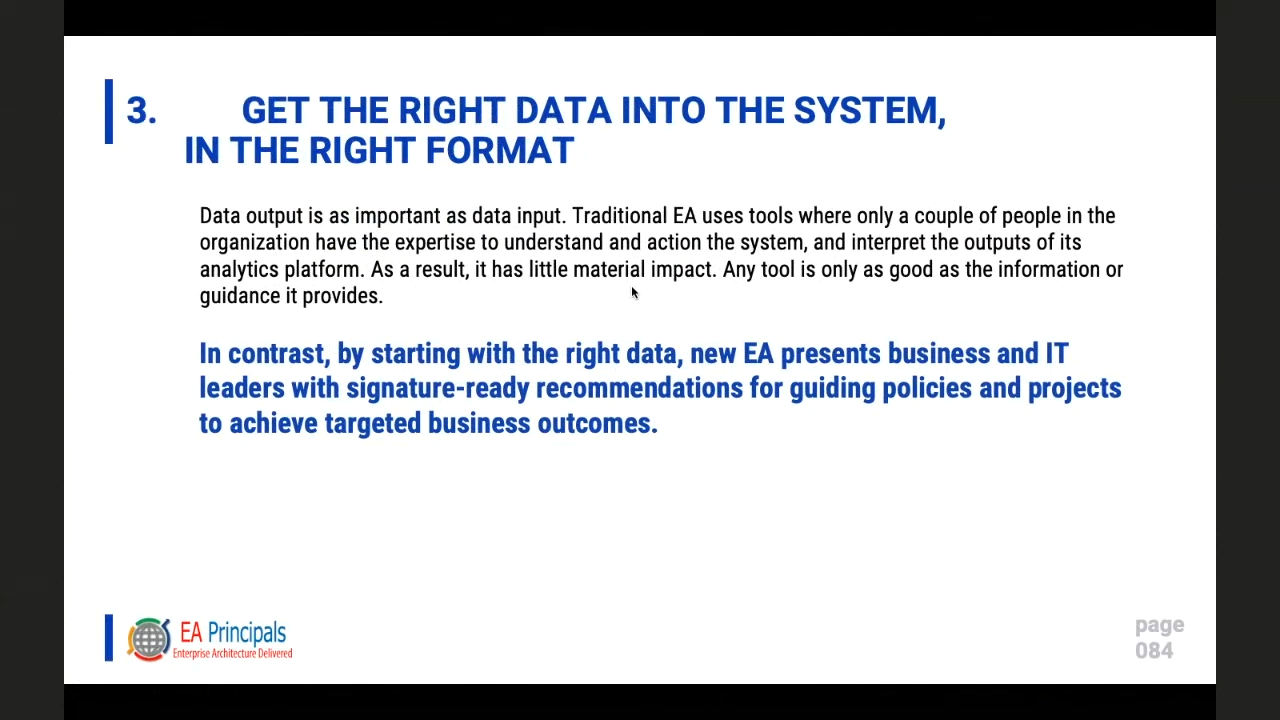 3. GET THE RIGHT DATA INTO THE SYSTEM,
IN THE RIGHT FORMAT
Data output is as important as data input. Traditional EA uses tools where only a couple of people in the
organization have the expertise to understand and action the system, and interpret the outputs of its
analytics platform. As a result, it has little material impact. Any tool is only as good as the information or
guidance it provides.
In contrast, by starting with the right data, new EA presents business and IT
leaders with signature-ready recommendations for guiding policies and projects
to achieve targeted business outcomes.
EA Principals
Enterprise Architecture Delivered
page
084